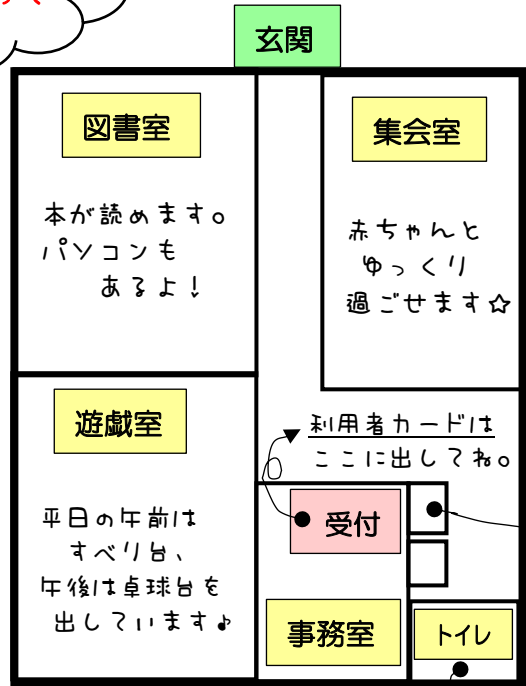 玄関
図書室
本が読めます。
パソコンも
あるよ！
集会室
赤ちゃんと
ゆっくり
過ごせます☆
遊戯室
平日の午前は
すべり台、
午後は卓球台を
出しています♪
利用者カードは
ここに出してね。
受付
事務室
トイレ